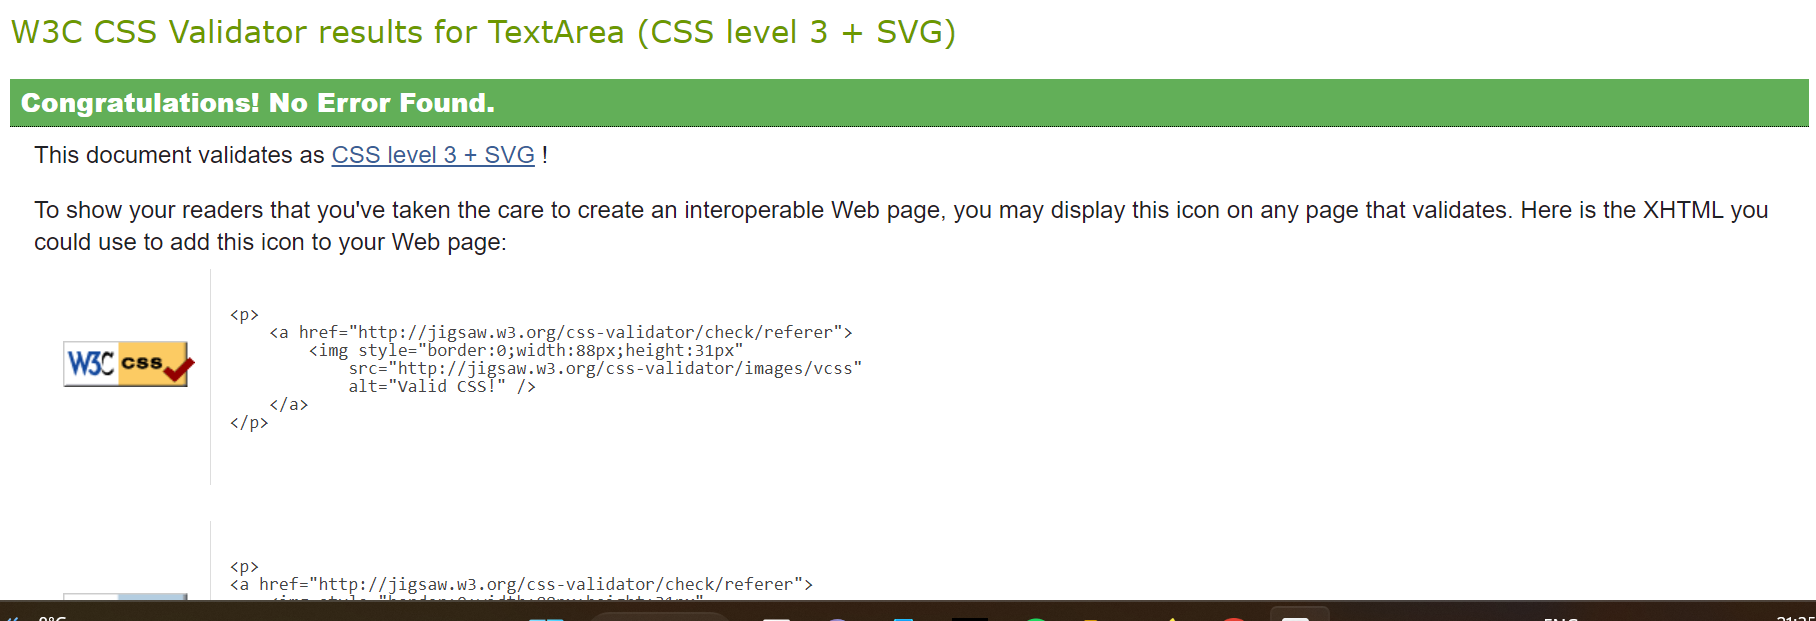 W3C CSS Validator results for TextArea (CSS level 3 + SVG)
Congratulations! No Error Found.
This document validates as CSS level 3 + SVG !
To show your readers that you've taken the care to create an interoperable Web page, you may display this icon on any page that validates. Here is the XHTML you
could use to add this icon to your Web page:
W3C css
<p>
<a href="http://jigsaw.w3.org/css-validator/check/referer">
<img style="border:0;width:88px;height:31px"
src="http://jigsaw.w3.org/css-validator/images/vcss"
alt="Valid CSS!" />
</a>
</p>
<p>
<a href="http://jigsaw.w3.org/css-validator/check/referer">